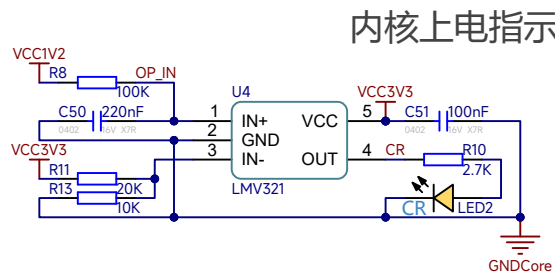 内核上电指示
VCC1V2
R8
100K
OP_IN
C50
220nF
0402
16V X7R
VCC3V3
R11
20K
R13
10K
U4
1
IN+
2
GND
3
IN-
VCC
5
OUT
4
LMV321
VCC3V3
C51
100nF
0402
16V X7R
CR
R10
2.7K
CR
LED2
GNDCore